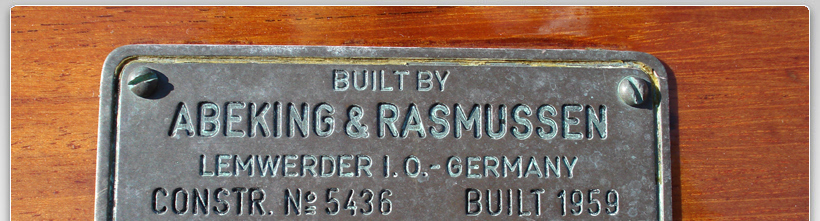 BUILT BY
ABEKING & RASMUSSEN
LEMWERDER I. O.- GERMANY
CONSTR. Nº 5436 BUILT 1959